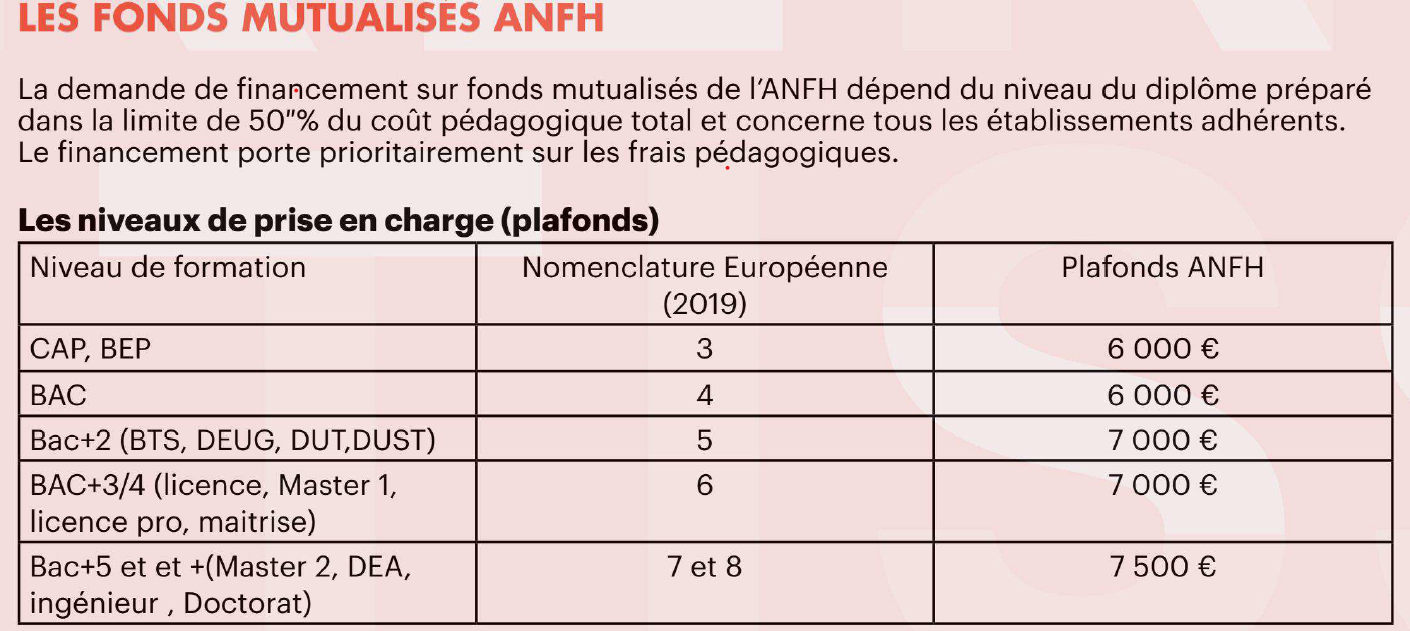 LES FONDS MUTUALISÉS ANFH
La demande de financement sur fonds mutualisés de l’ANFH dépend du niveau du diplôme préparé
dans la limite de 50"% du coût pédagogique total et concerne tous les établissements adhérents.
Le financement porte prioritairement sur les frais pédagogiques.
Les niveaux de prise en charge (plafonds)
Niveau de formation Nomenclature Européenne Plafonds ANFH
(2019)
CAP, BEP 3 6 000 €
BAC 4 6 000 €
Bac+2 (BTS, DEUG, DUT,DUST) 5 7 000 €
BAC+3/4 (licence, Master 1, 6 7 000 €
licence pro, maitrise)
Bac+5 et et +(Master 2, DEA, 7 et 8 7 500 €
ingénieur , Doctorat)